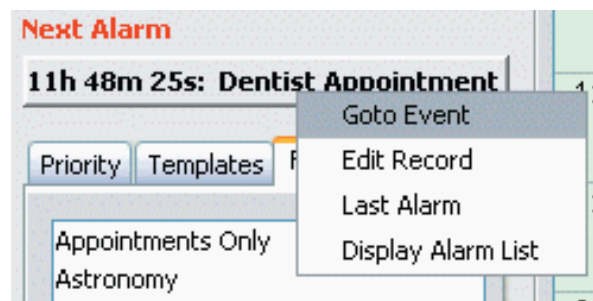 Next Alarm
11h 48m 25s: Dentist Appointment
Goto Event
Priority Templates
Edit Record
Last Alarm
Appointments Only
Display Alarm List
Astronomy